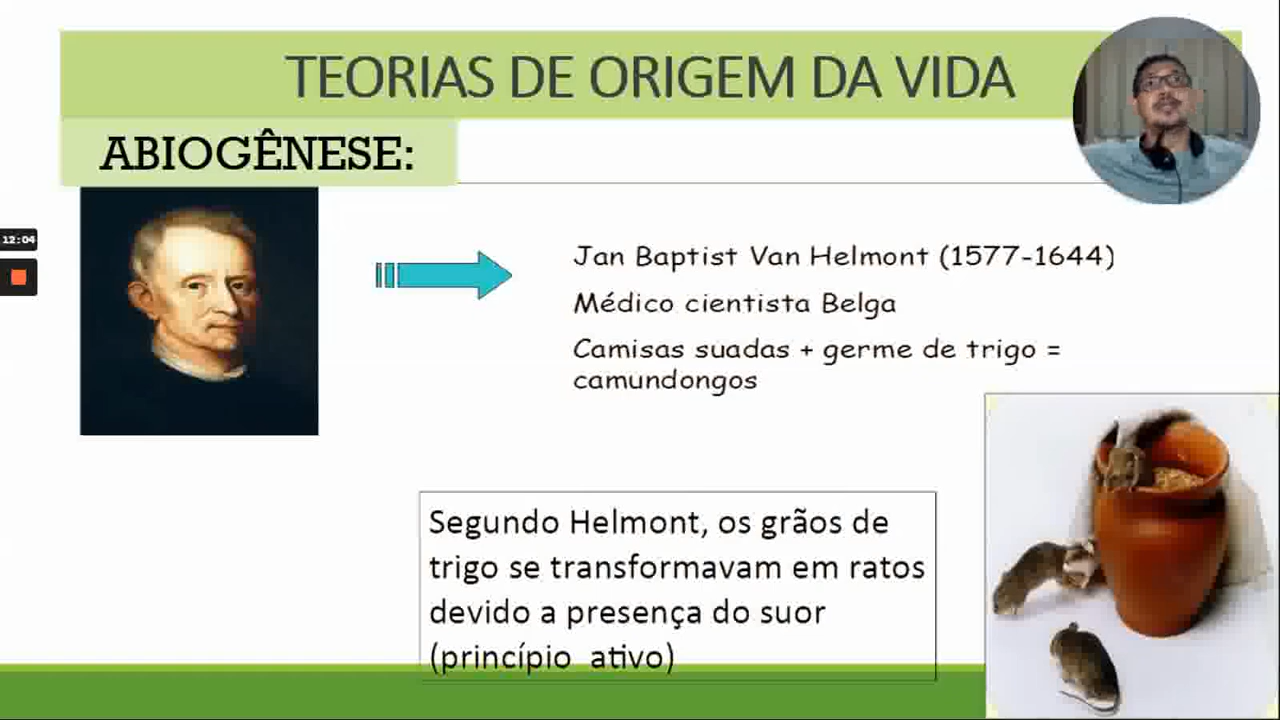 TEORIAS DE ORIGEM DA VIDA
ABIOGÊNESE:
12:04
Jan Baptist Van Helmont (1577-1644)
Médico cientista Belga
Camisas suadas + germe de trigo =
camundongos
Segundo Helmont, os grãos de
trigo se transformavam em ratos
devido a presença do suor
(princípio ativo)